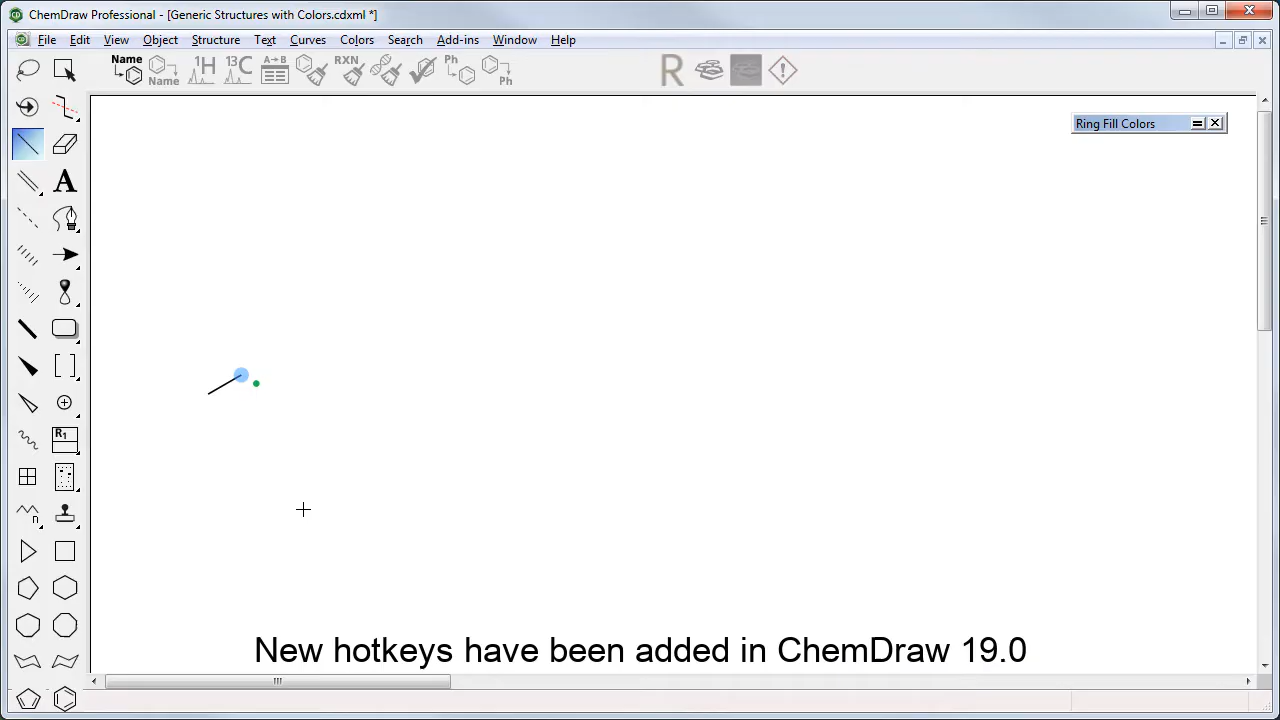 ChemDraw Professional - [Generic Structures with Colors.cdxml *]
File Edit View Object Structure Text Curves Colors Search Add-ins Window Help
Name Name 1H 13C A→B RXN Ph Ph R
Ring Fill Colors
A
R1
n
New hotkeys have been added in ChemDraw 19.0